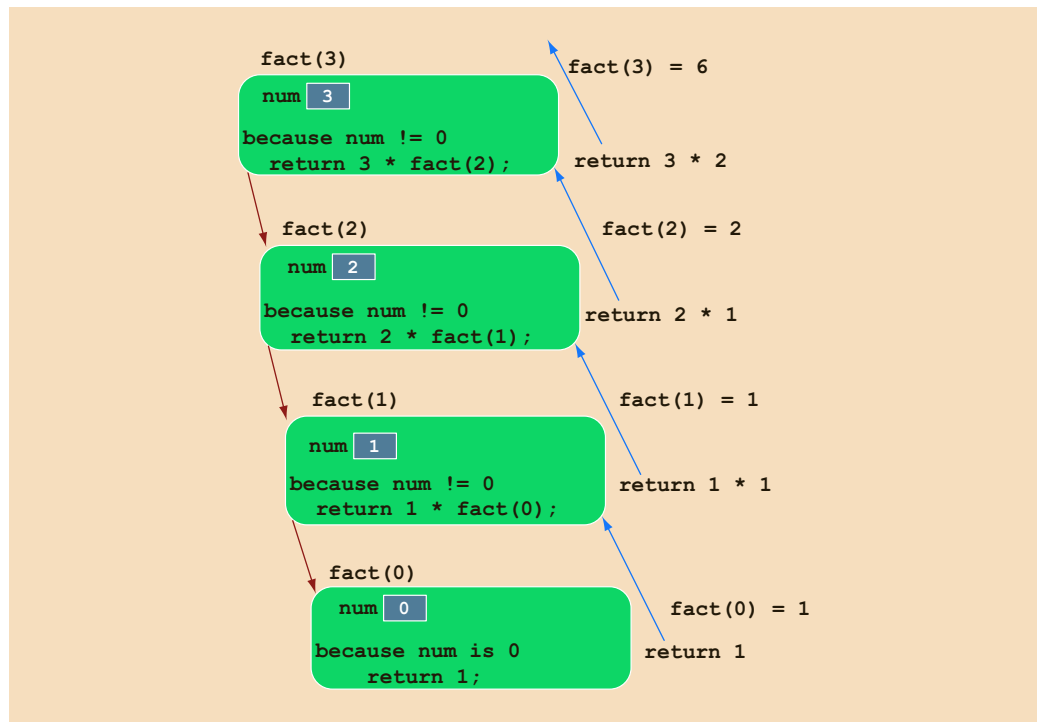 fact(3)
fact(3) = 6
num 3
because num != 0
return 3 * fact(2);
return 3 * 2
fact(2)
fact(2) = 2
num 2
because num != 0
return 2 * fact(1);
return 2 * 1
fact(1)
fact(1) = 1
num 1
because num != 0
return 1 * fact(0);
return 1 * 1
fact(0)
fact(0) = 1
num 0
because num is 0
return 1;
return 1